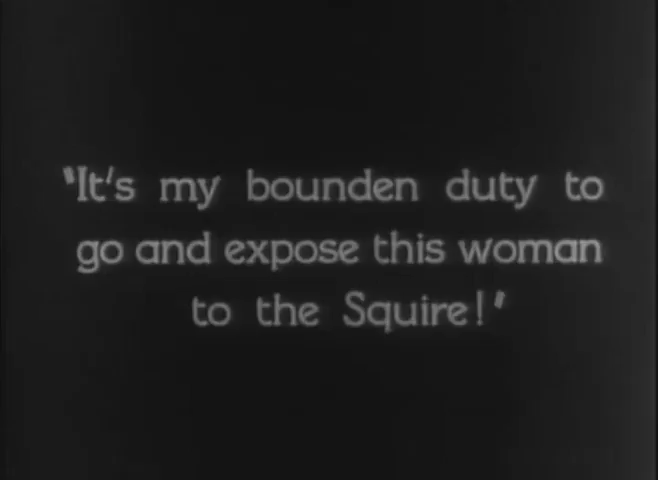 "It's my bounden duty to
go and expose this woman
to the Squire!"